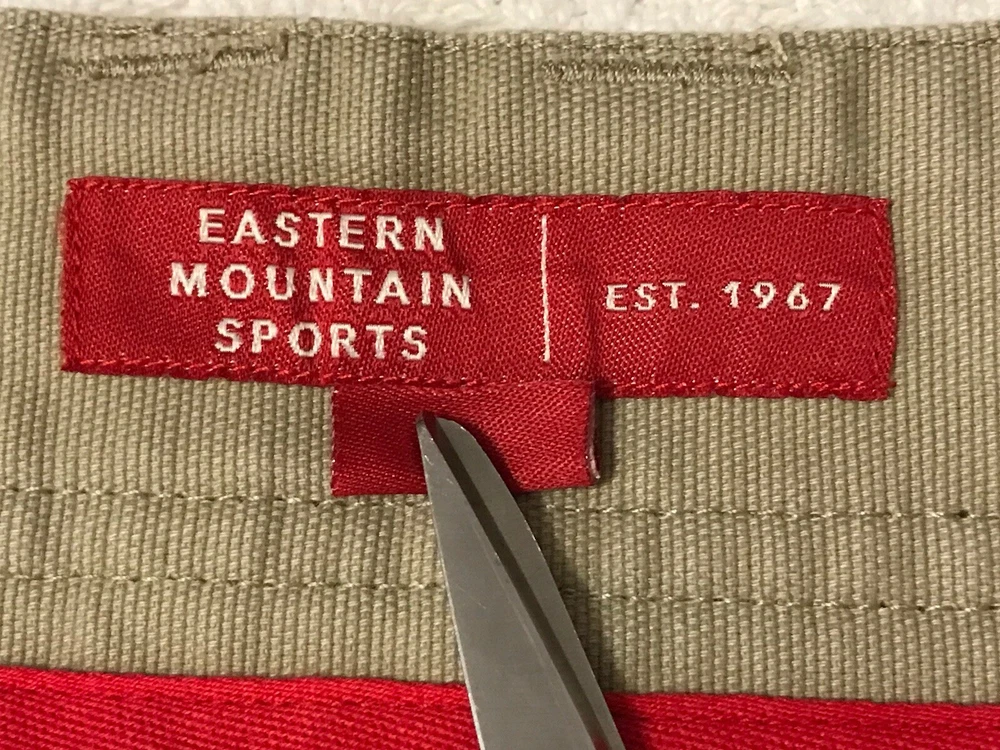 EASTERN
MOUNTAIN
SPORTS
EST. 1967